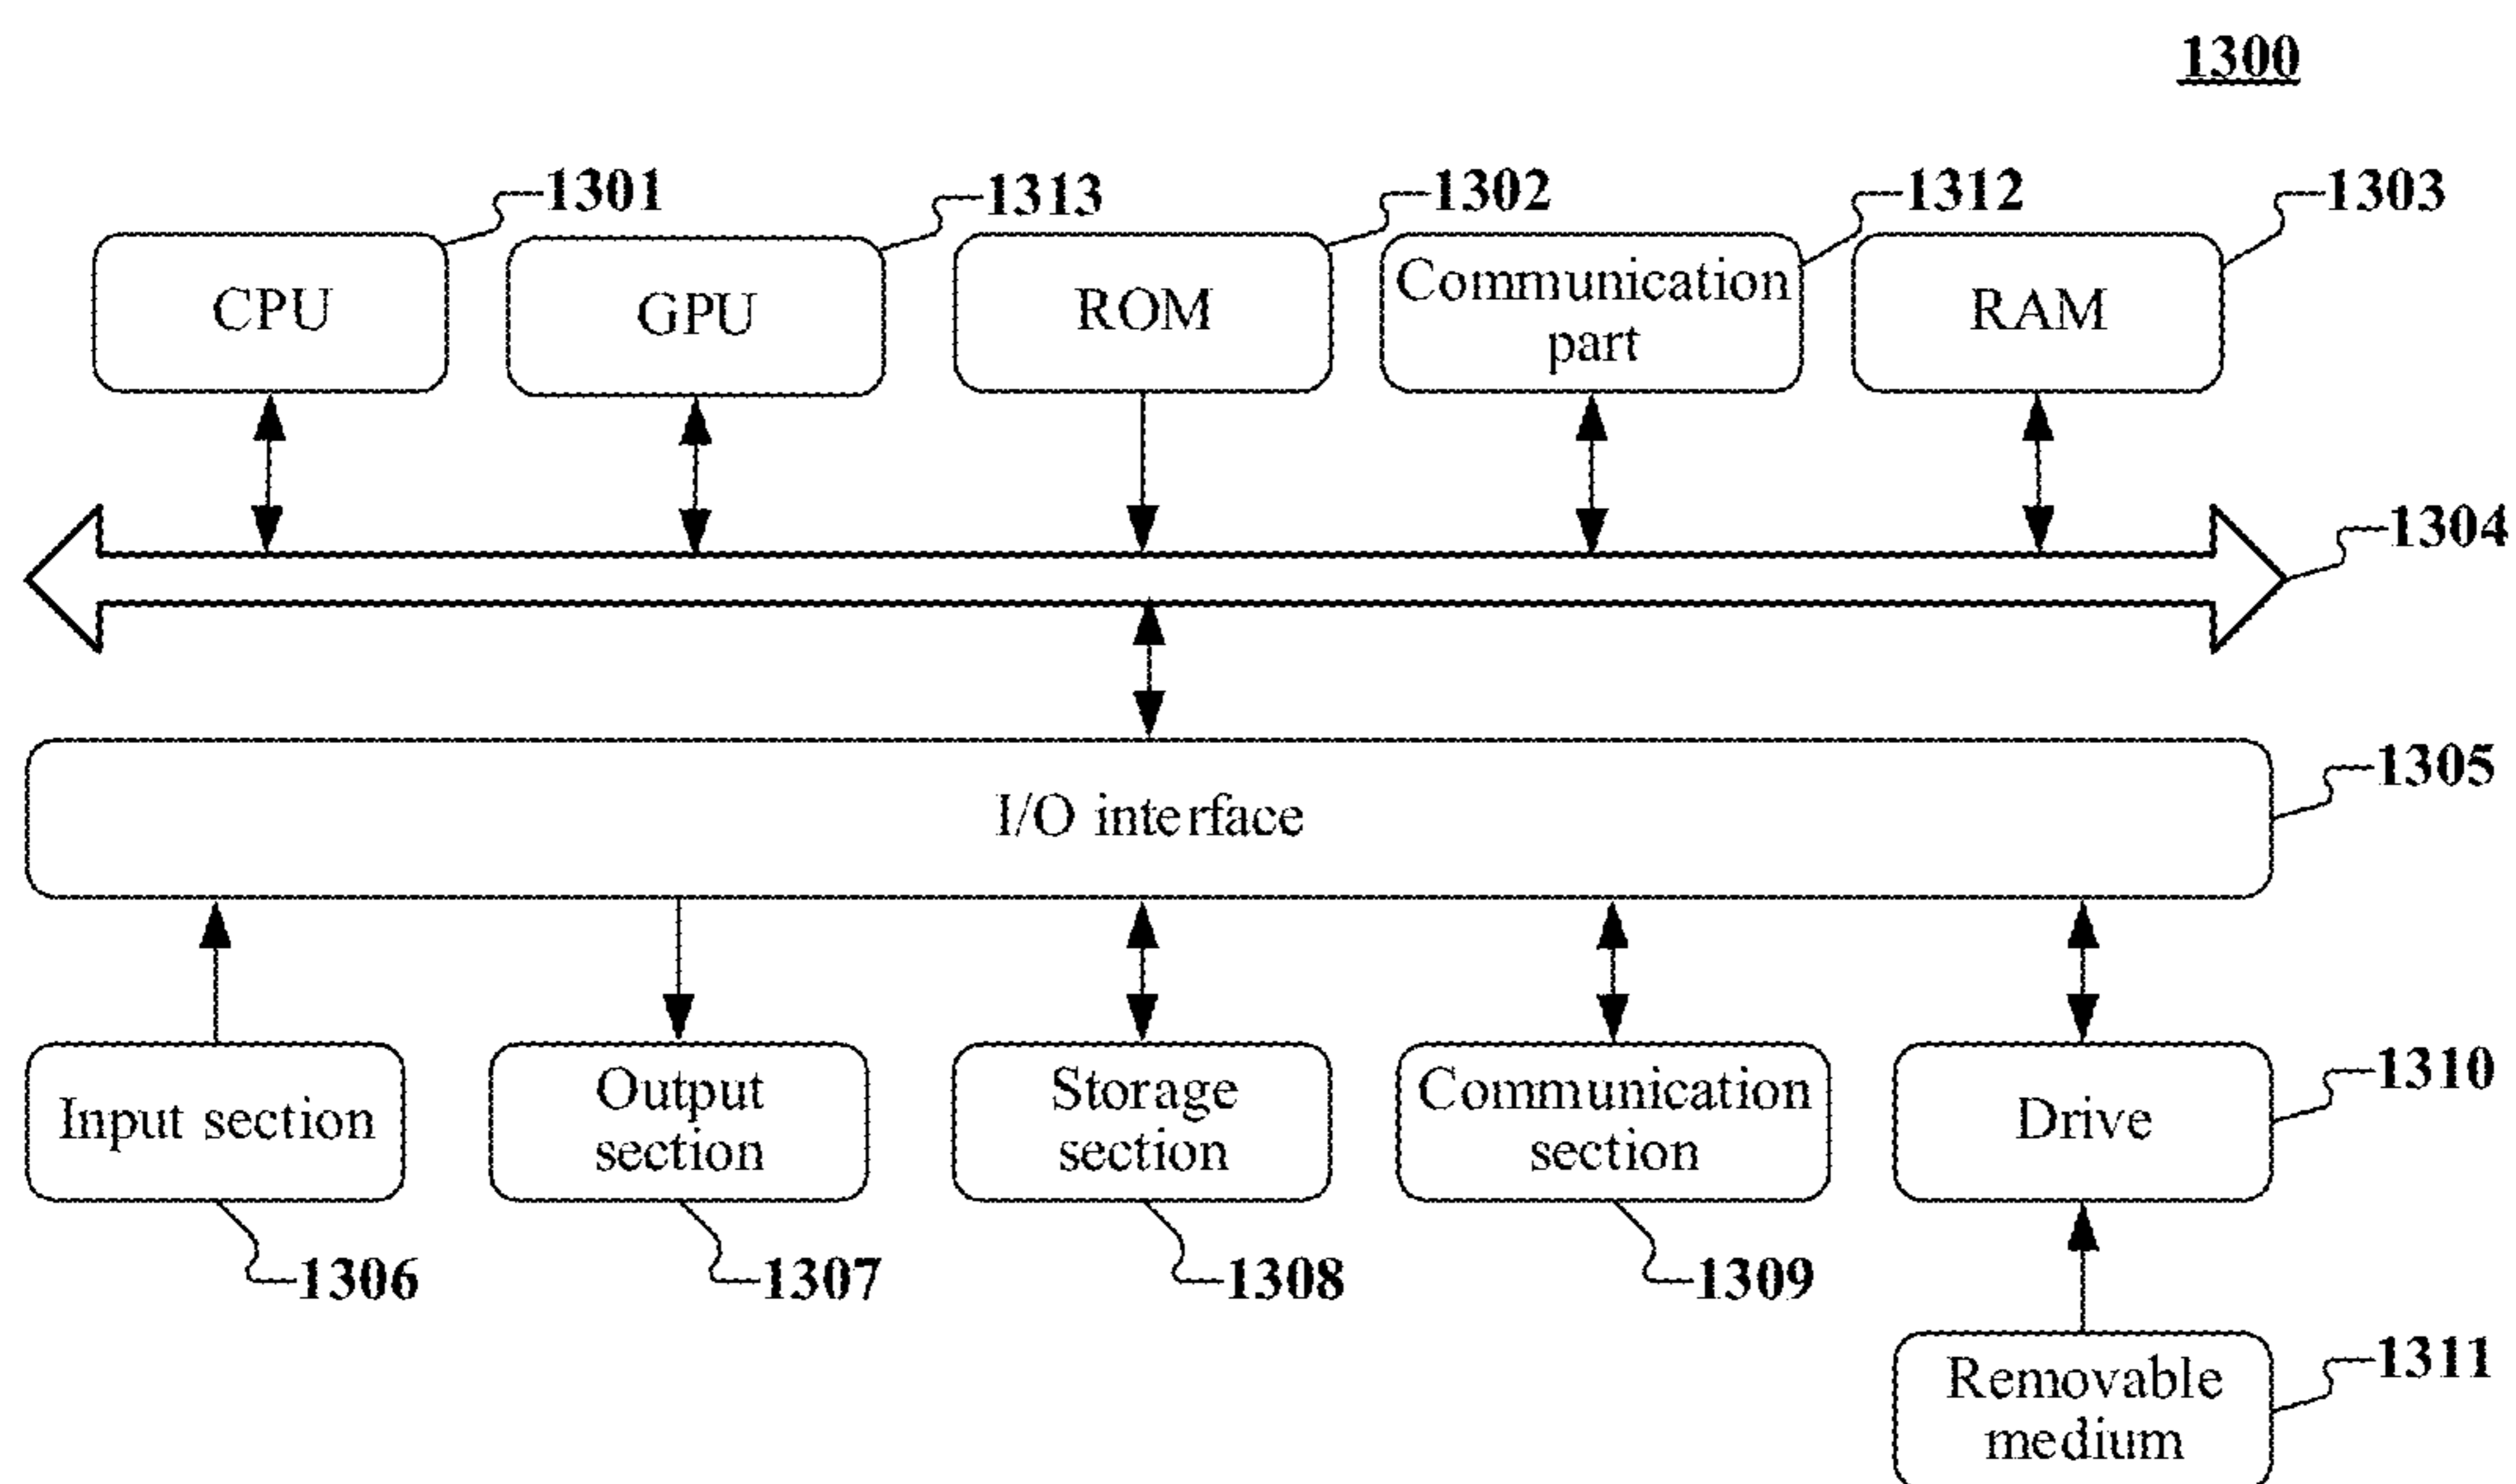 1300
1301
1313
1302
1312
1303
CPU
GPU
ROM
Communication
part
RAM
1304
I/O interface
1305
Input section
Output
section
Storage
section
Communication
section
Drive
1310
1306
1307
1308
1309
Removable
medium
1311